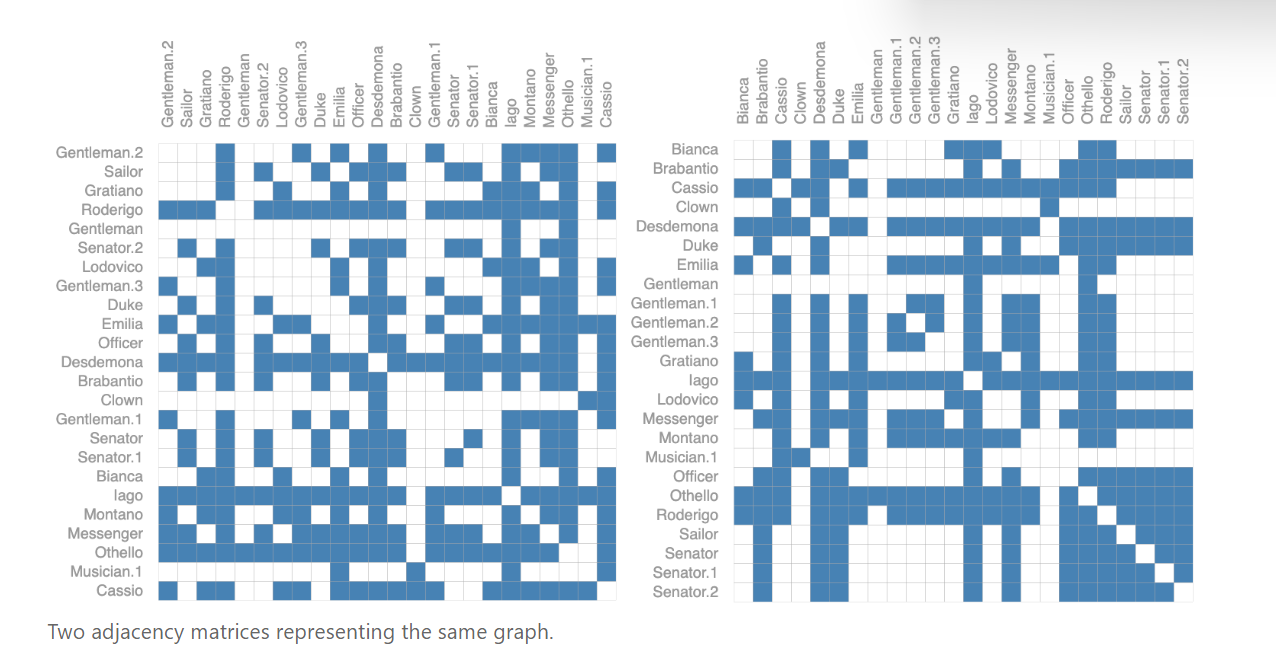 Gentleman.2
Sailor
Gratiano
Roderigo
Gentleman
Senator.2
Lodovico
Gentleman.3
Duke
Emilia
Officer
Desdemona
Brabantio
Clown
Gentleman.1
Senator
Senator.1
Bianca
Iago
Montano
Messenger
Othello
Musician.1
Cassio
Gentleman.2
Sailor
Gratiano
Roderigo
Gentleman
Senator.2
Lodovico
Gentleman.3
Duke
Emilia
Officer
Desdemona
Brabantio
Clown
Gentleman.1
Senator
Senator.1
Bianca
Iago
Montano
Messenger
Othello
Musician.1
Cassio
Bianca
Brabantio
Cassio
Clown
Desdemona
Duke
Emilia
Gentleman
Gentleman.1
Gentleman.2
Gentleman.3
Gratiano
Iago
Lodovico
Messenger
Montano
Musician.1
Officer
Othello
Roderigo
Sailor
Senator
Senator.1
Senator.2
Bianca
Brabantio
Cassio
Clown
Desdemona
Duke
Emilia
Gentleman
Gentleman.1
Gentleman.2
Gentleman.3
Gratiano
Iago
Lodovico
Messenger
Montano
Musician.1
Officer
Othello
Roderigo
Sailor
Senator
Senator.1
Senator.2
Two adjacency matrices representing the same graph.